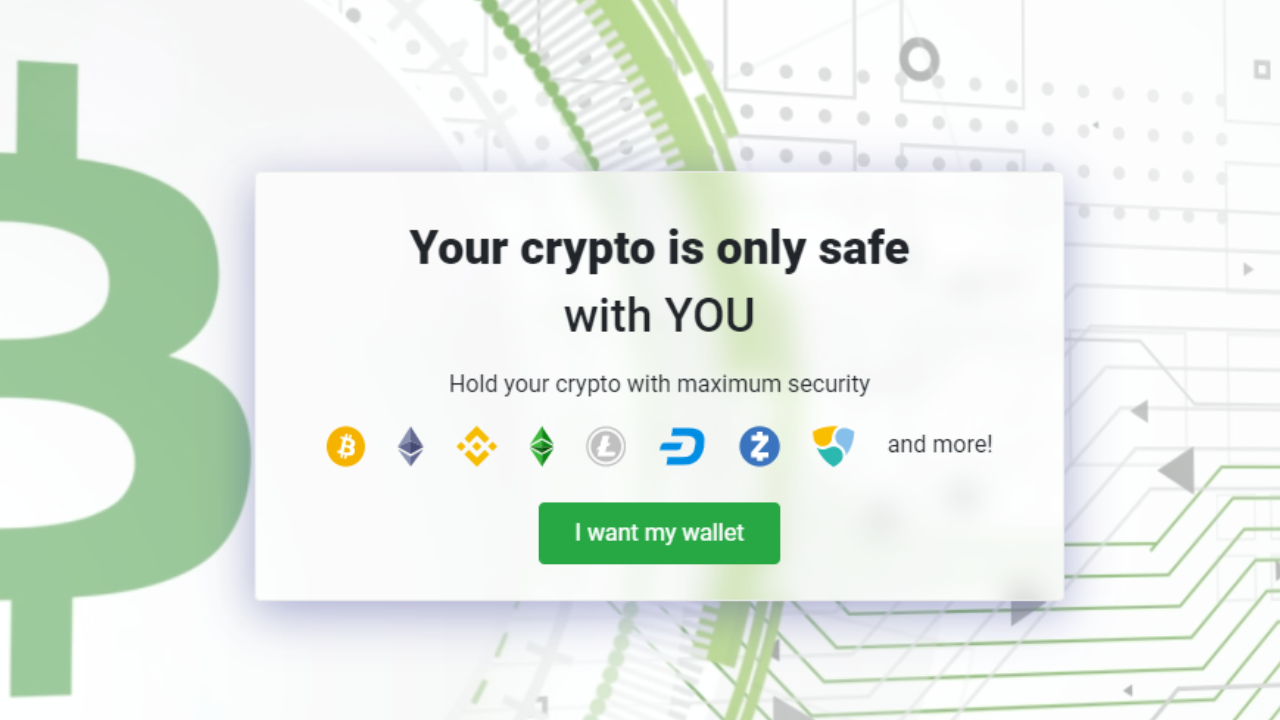 Your crypto is only safe
with YOU
Hold your crypto with maximum security
and more!
I want my wallet